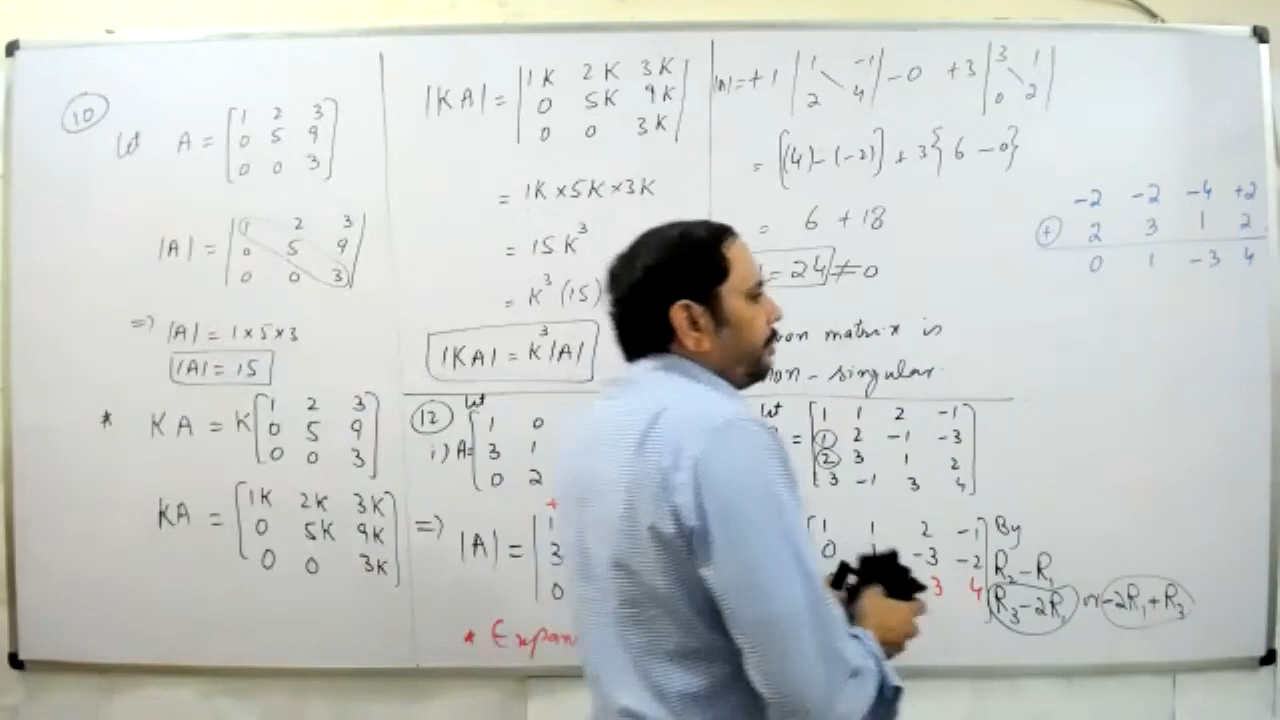 10
Let A = [1 2 3
0 5 9
0 0 3]
|A| = |1 2 3
0 5 9
0 0 3|
=> |A| = 1 × 5 × 3
|A| = 15
* KA = K [1 2 3
0 5 9
0 0 3]
KA = [1K 2K 3K
0 5K 9K
0 0 3K]
|KA| = |1K 2K 3K
0 5K 9K
0 0 3K|
= 1K × 5K × 3K
= 15K³
= K³(15)
|KA| = K³|A|
12 Let
i) A = [1 0
3 1
0 2
=> |A| = |1
3
0
+
*
= +1 |1 -1
2 4| - 0 + 3 |3 1
0 2|
= [(4) - (-2)] + 3{6 - 0}
= 6 + 18
= 24 ≠ 0
matrix is
non-singular.
Let
= [1 1 2 -1
1 2 -1 -3
2 3 1 2
3 -1 3 4]
[1 1 2 -1] By
0 -3 -2 R₂ - R₁
3 4 R₃ - 2R₁ or -2R₁ + R₃
-2 -2 -4 +2
+ 2 3 1 2
0 1 -3 4